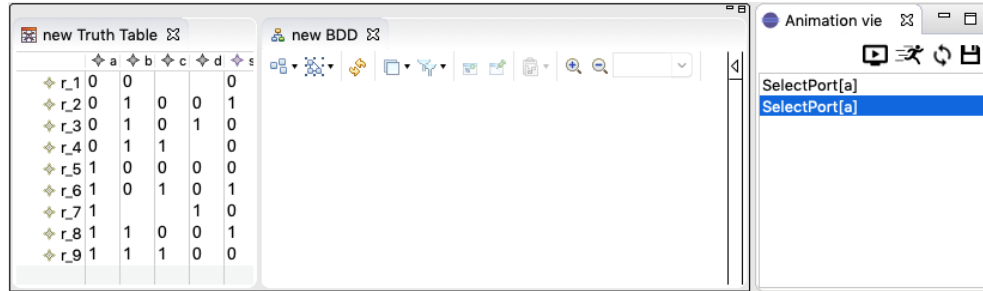 new Truth Table
a b c d s
r_1 0 0 0
r_2 0 1 0 0 1
r_3 0 1 0 1 0
r_4 0 1 1 0
r_5 1 0 0 0 0
r_6 1 0 1 0 1
r_7 1 1 0
r_8 1 1 0 0 1
r_9 1 1 1 0 0
new BDD
Animation vie
SelectPort[a]
SelectPort[a]